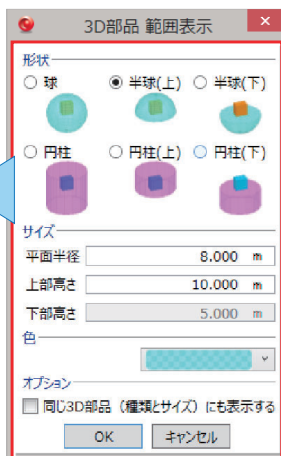 3D部品 範囲表示
形状
球 半球(上) 半球(下)
円柱 円柱(上) 円柱(下)
サイズ
平面半径 8.000 m
上部高さ 10.000 m
下部高さ 5.000 m
色
オプション
同じ3D部品（種類とサイズ）にも表示する
OK キャンセル